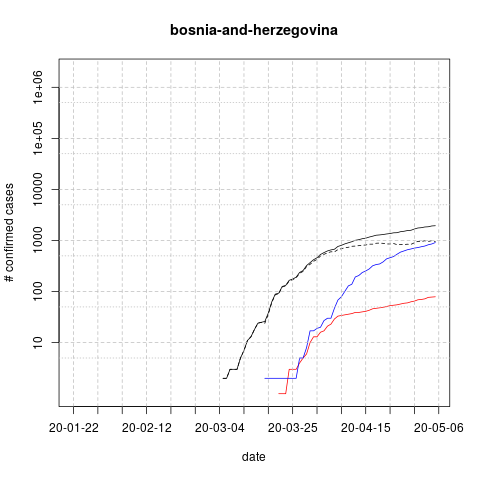 bosnia-and-herzegovina
# confirmed cases
1e+06
1e+05
10000
1000
100
10
20-01-22
20-02-12
20-03-04
20-03-25
20-04-15
20-05-06
date